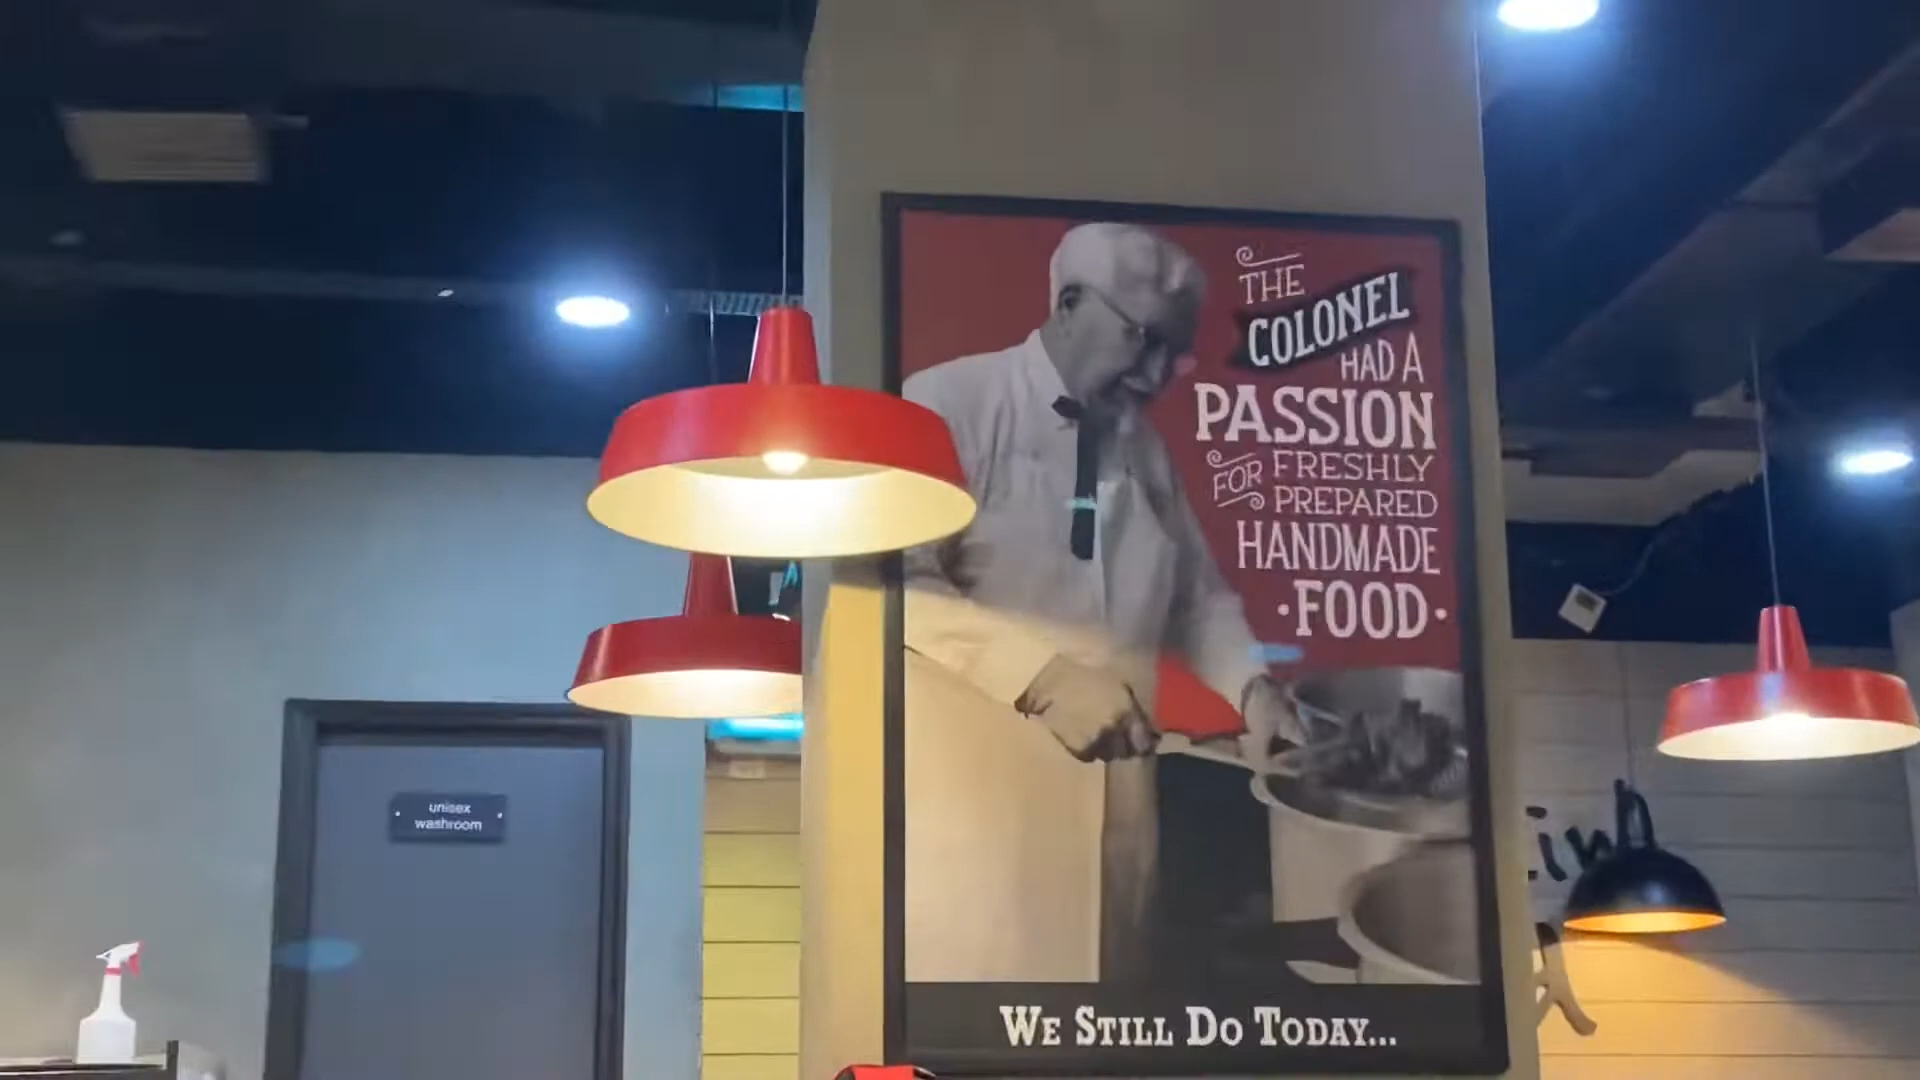 THE
COLONEL
HAD A
PASSION
FOR FRESHLY
PREPARED
HANDMADE
·FOOD·
WE STILL DO TODAY...
unisex
washroom